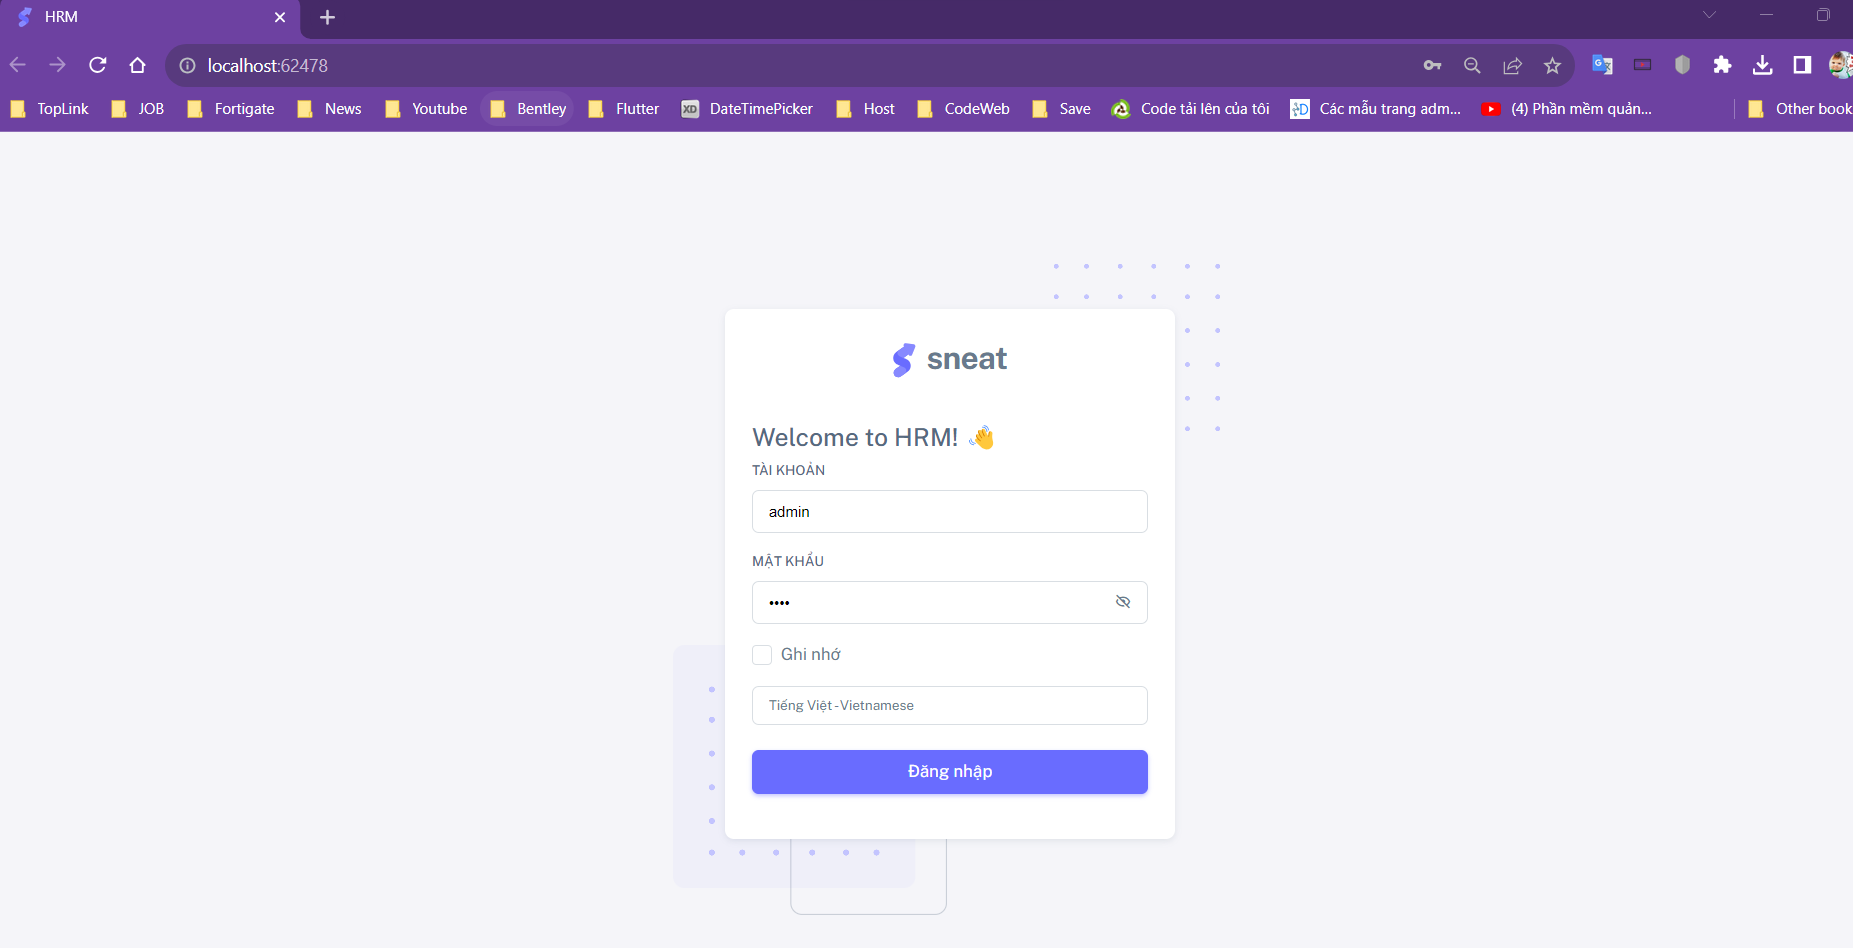 HRM
localhost:62478
TopLink JOB Fortigate News Youtube Bentley Flutter XD DateTimePicker Host CodeWeb Save Code tải lên của tôi Các mẫu trang adm... (4) Phần mềm quản... Other book
sneat
Welcome to HRM! 👋
TÀI KHOẢN
admin
MẬT KHẨU
••••
Ghi nhớ
Tiếng Việt - Vietnamese
Đăng nhập